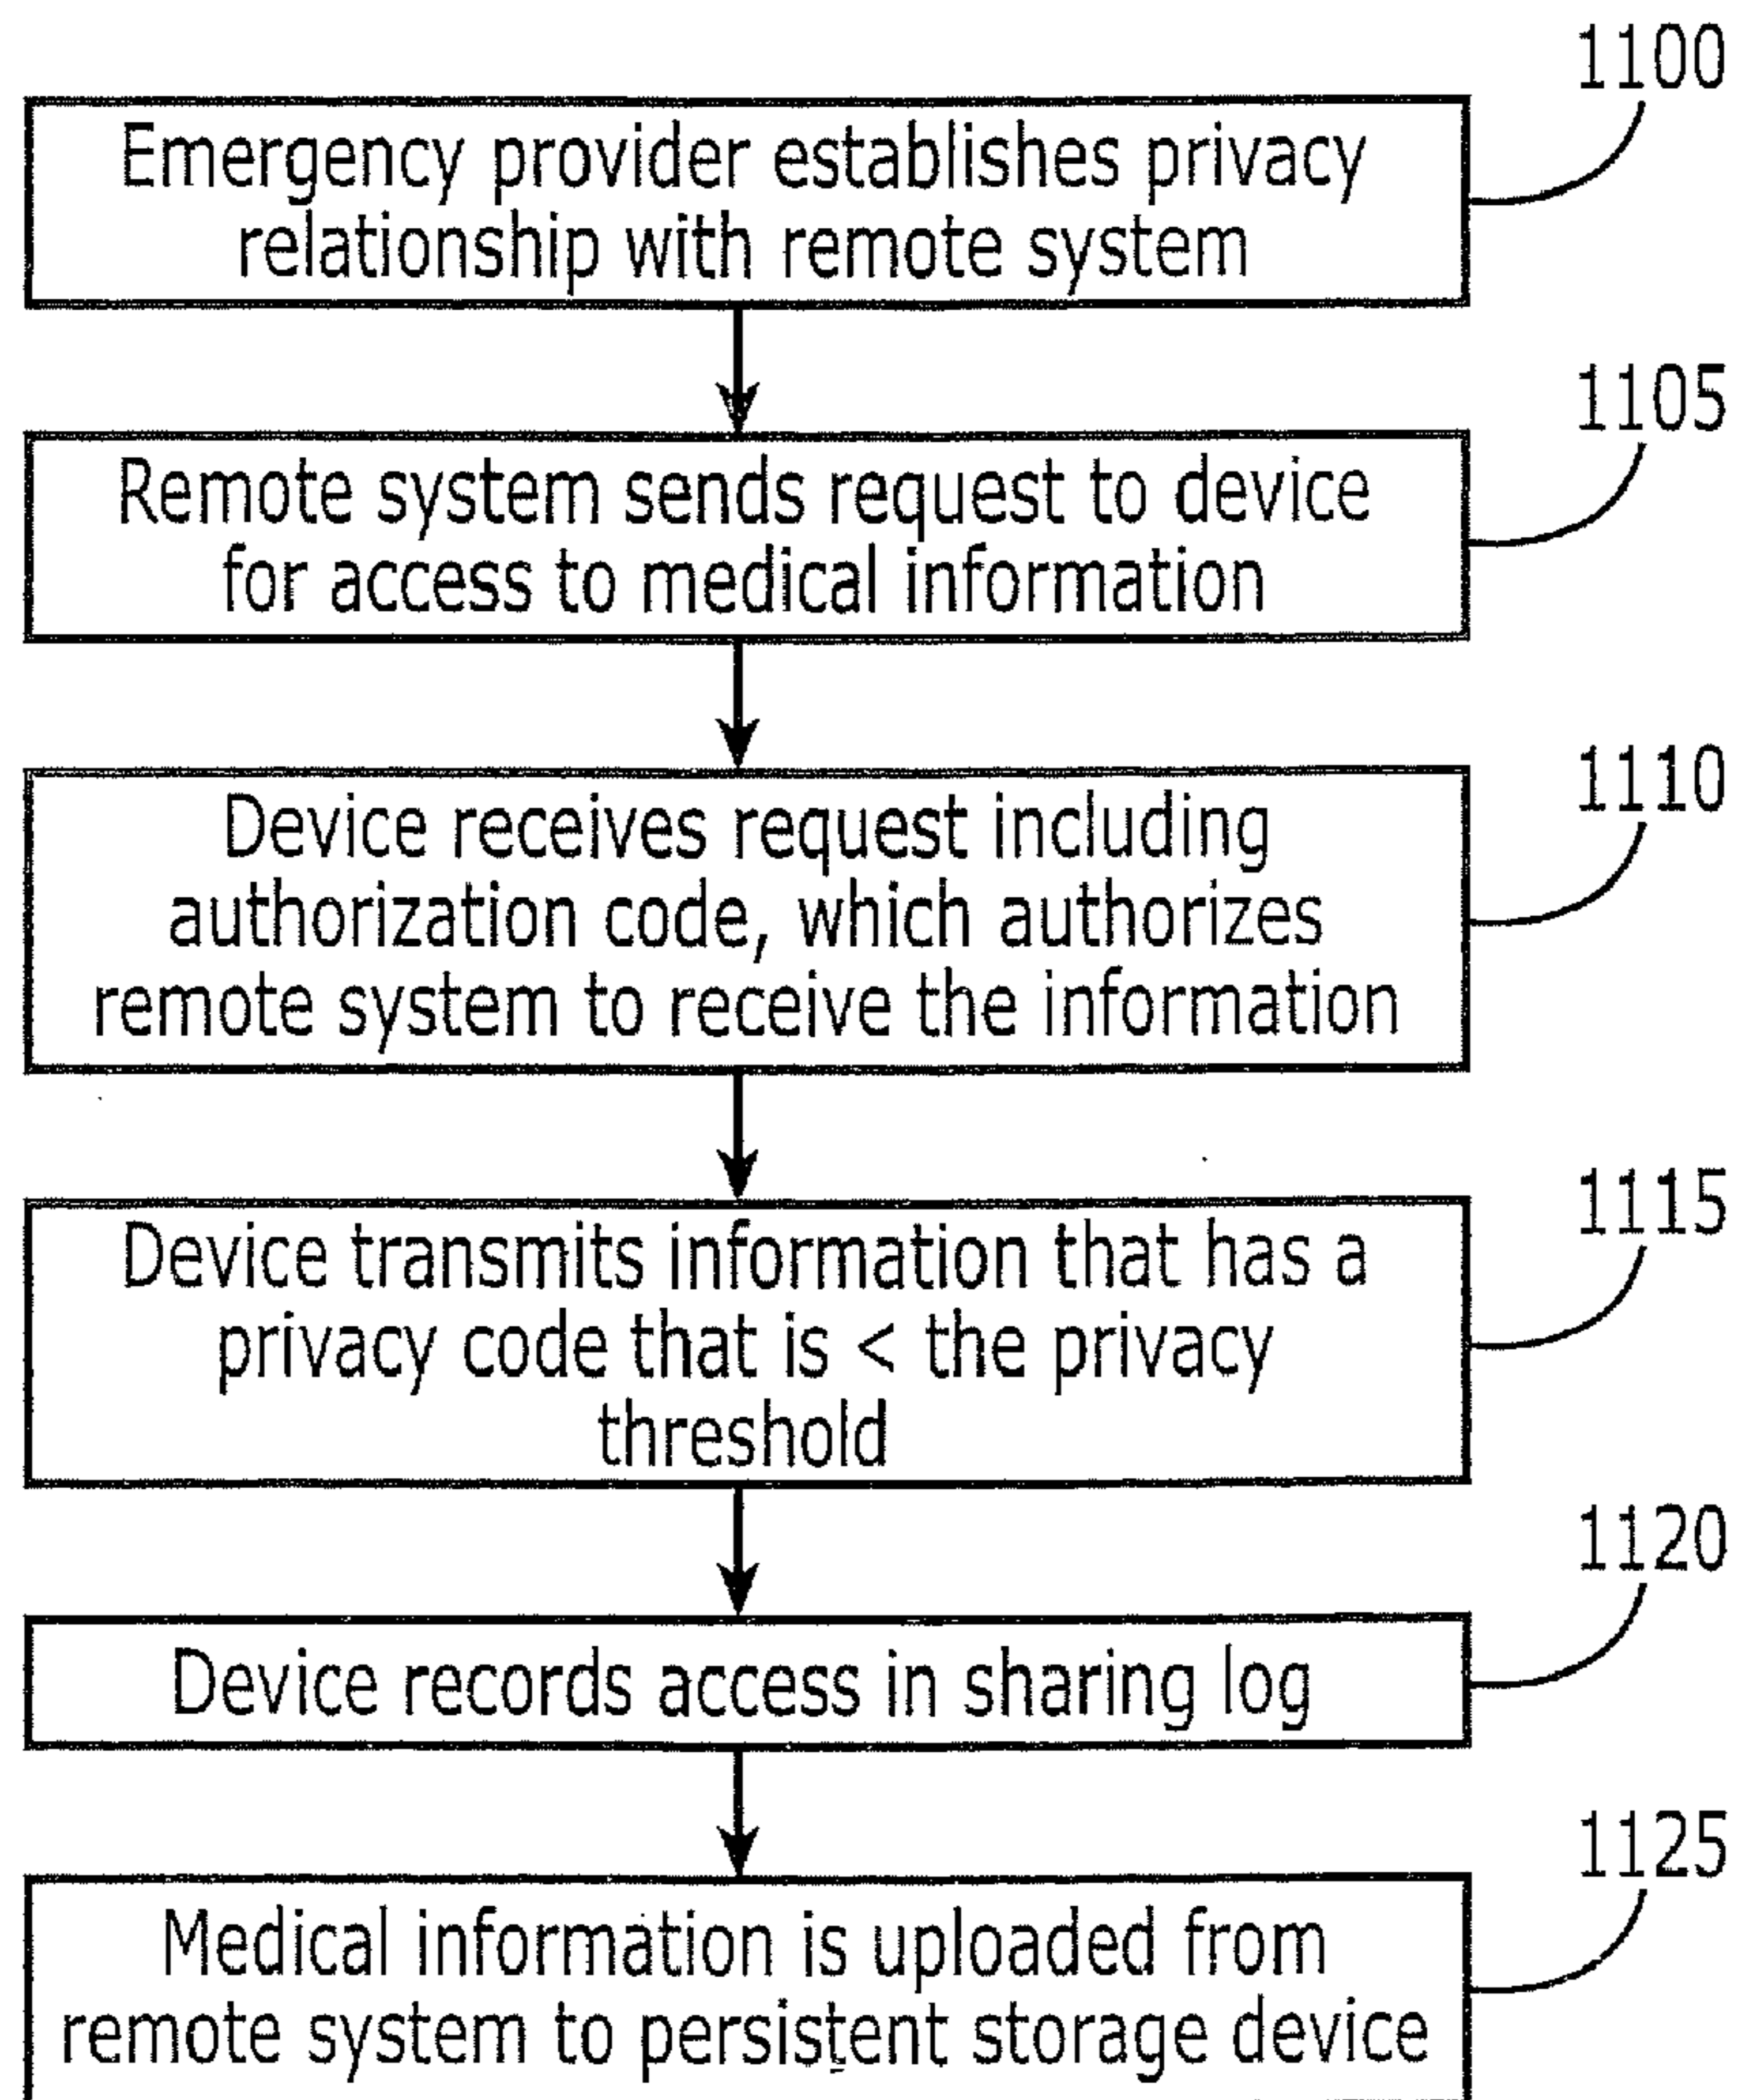 1100
Emergency provider establishes privacy
relationship with remote system
1105
Remote system sends request to device
for access to medical information
1110
Device receives request including
authorization code, which authorizes
remote system to receive the information
1115
Device transmits information that has a
privacy code that is < the privacy
threshold
1120
Device records access in sharing log
1125
Medical information is uploaded from
remote system to persistent storage device